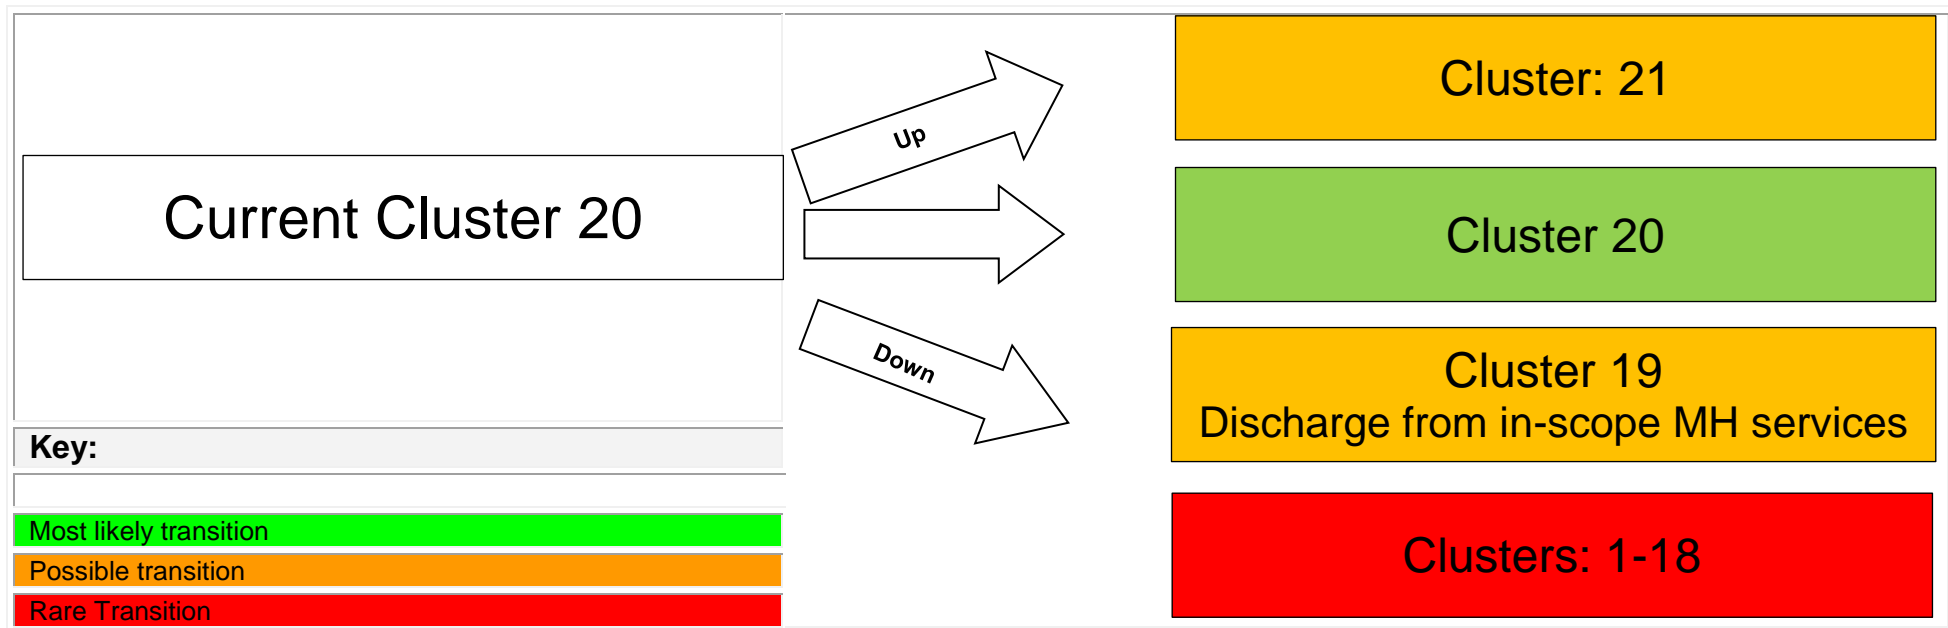 Current Cluster 20
Up
Down
Cluster: 21
Cluster 20
Cluster 19
Discharge from in-scope MH services
Clusters: 1-18
Key:
Most likely transition
Possible transition
Rare Transition